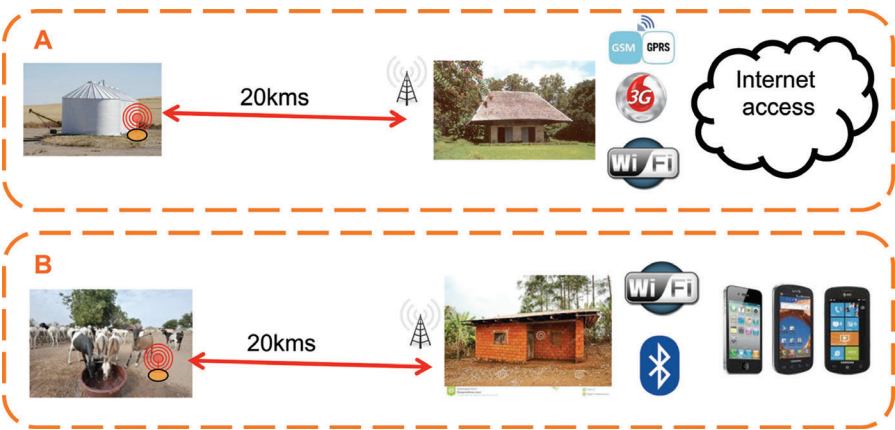 A
20kms
GSM
GPRS
3G
Wi Fi
Internet
access
B
20kms
Wi Fi